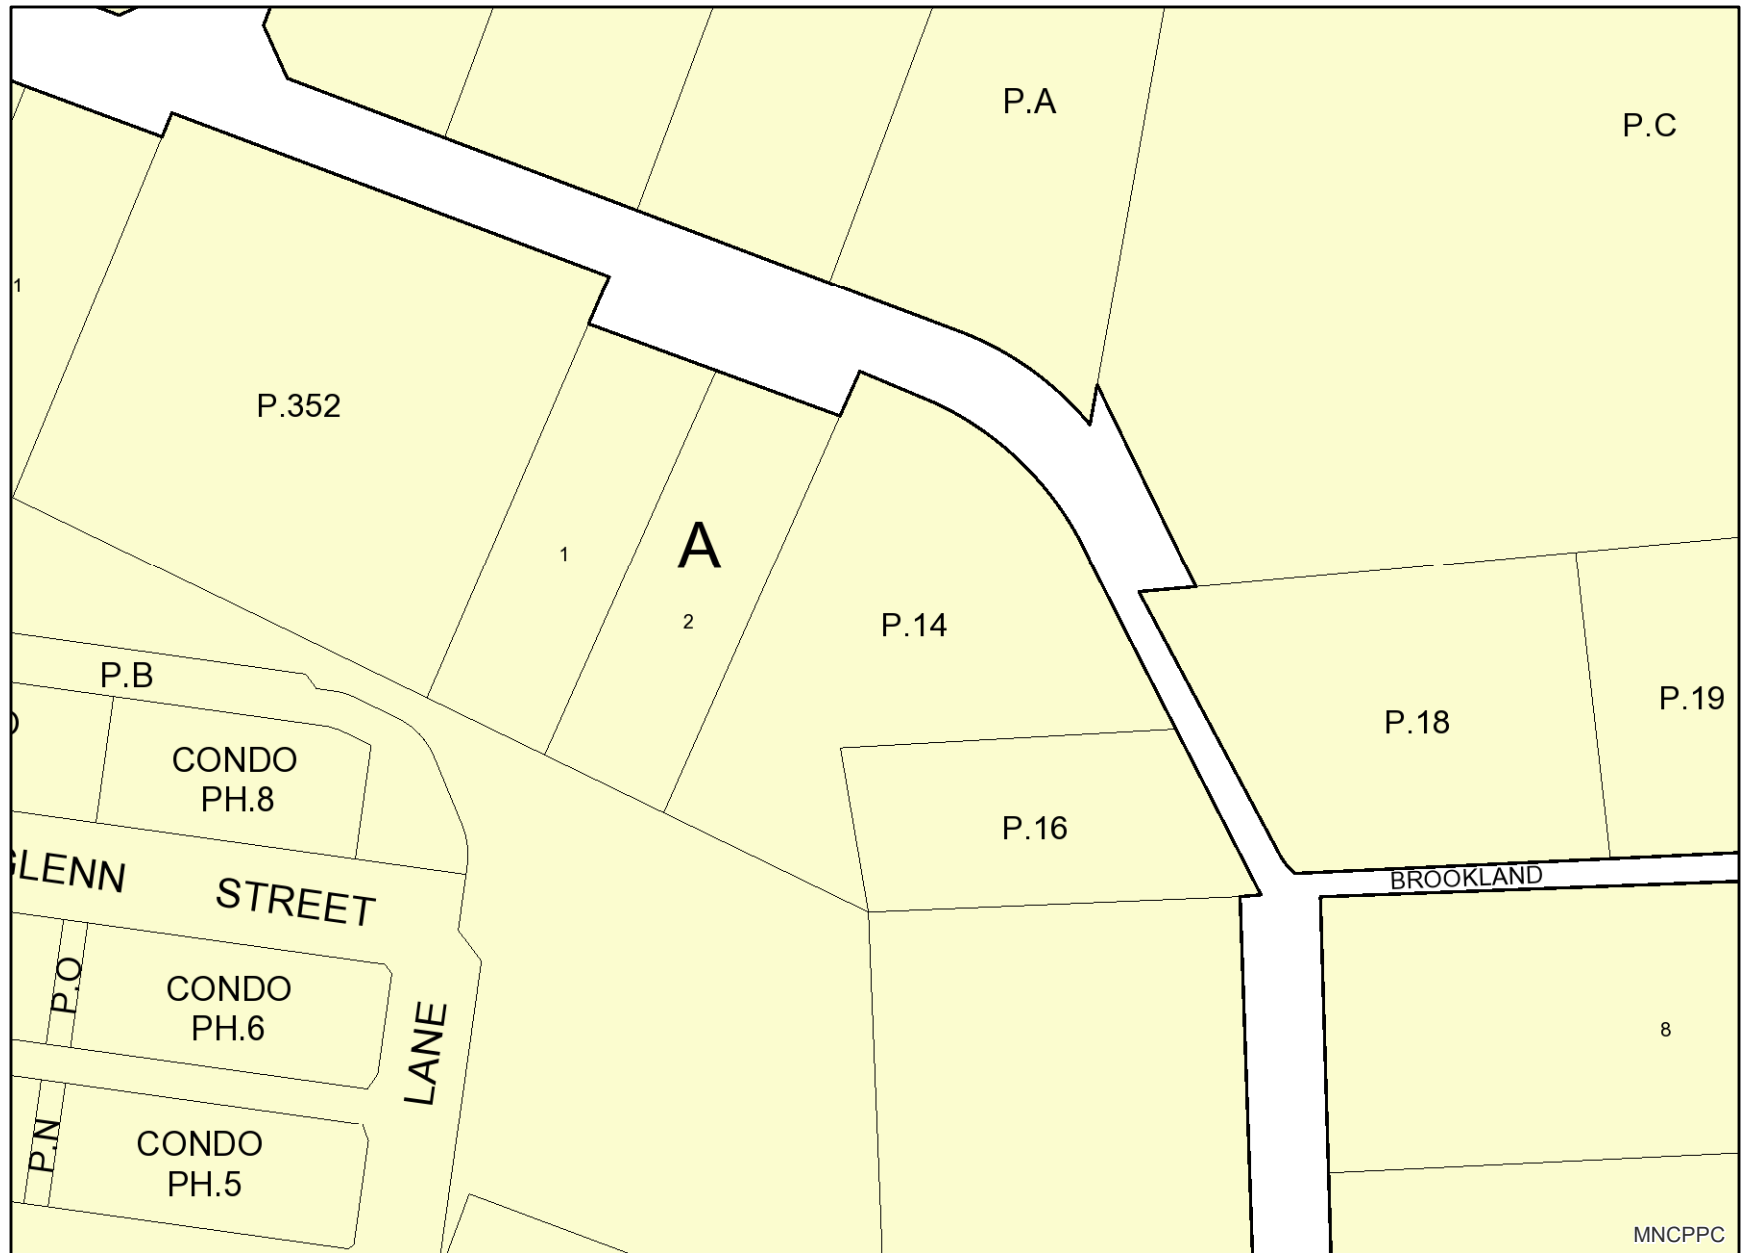 P.A
P.C
1
P.352
A
1
2
P.14
P.B
P.18
P.19
CONDO
PH.8
P.16
GLENN STREET
BROOKLAND
P.O
CONDO
PH.6
LANE
8
P.N
CONDO
PH.5
MNCPPC